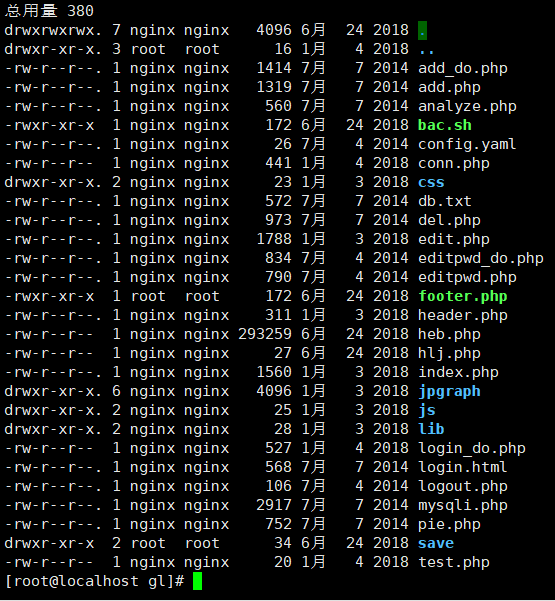 总用量 380
drwxrwxrwx. 7 nginx nginx   4096 6月  24 2018 .
drwxr-xr-x. 3 root  root      16 1月   4 2018 ..
-rw-r--r--. 1 nginx nginx   1414 7月   7 2014 add_do.php
-rw-r--r--. 1 nginx nginx   1319 7月   7 2014 add.php
-rw-r--r--. 1 nginx nginx    560 7月   7 2014 analyze.php
-rwxr-xr-x  1 nginx nginx    172 6月  24 2018 bac.sh
-rw-r--r--. 1 nginx nginx     26 7月   4 2014 config.yaml
-rw-r--r--  1 nginx nginx    441 1月   4 2018 conn.php
drwxr-xr-x. 2 nginx nginx     23 1月   3 2018 css
-rw-r--r--. 1 nginx nginx    572 7月   7 2014 db.txt
-rw-r--r--. 1 nginx nginx    973 7月   7 2014 del.php
-rw-r--r--. 1 nginx nginx   1788 1月   3 2018 edit.php
-rw-r--r--. 1 nginx nginx    834 7月   4 2014 editpwd_do.php
-rw-r--r--. 1 nginx nginx    790 7月   4 2014 editpwd.php
-rwxr-xr-x  1 root  root     172 6月  24 2018 footer.php
-rw-r--r--. 1 nginx nginx    311 1月   3 2018 header.php
-rw-r--r--  1 nginx nginx 293259 6月  24 2018 heb.php
-rw-r--r--  1 nginx nginx     27 6月  24 2018 hlj.php
-rw-r--r--. 1 nginx nginx   1560 1月   3 2018 index.php
drwxr-xr-x. 6 nginx nginx   4096 1月   3 2018 jpgraph
drwxr-xr-x. 2 nginx nginx     25 1月   3 2018 js
drwxr-xr-x. 2 nginx nginx     28 1月   3 2018 lib
-rw-r--r--  1 nginx nginx    527 1月   4 2018 login_do.php
-rw-r--r--. 1 nginx nginx    568 7月   7 2014 login.html
-rw-r--r--. 1 nginx nginx    106 7月   4 2014 logout.php
-rw-r--r--. 1 nginx nginx   2917 7月   7 2014 mysqli.php
-rw-r--r--. 1 nginx nginx    752 7月   7 2014 pie.php
drwxr-xr-x  2 root  root      34 6月  24 2018 save
-rw-r--r--  1 nginx nginx     20 1月   4 2018 test.php
[root@localhost gl]#